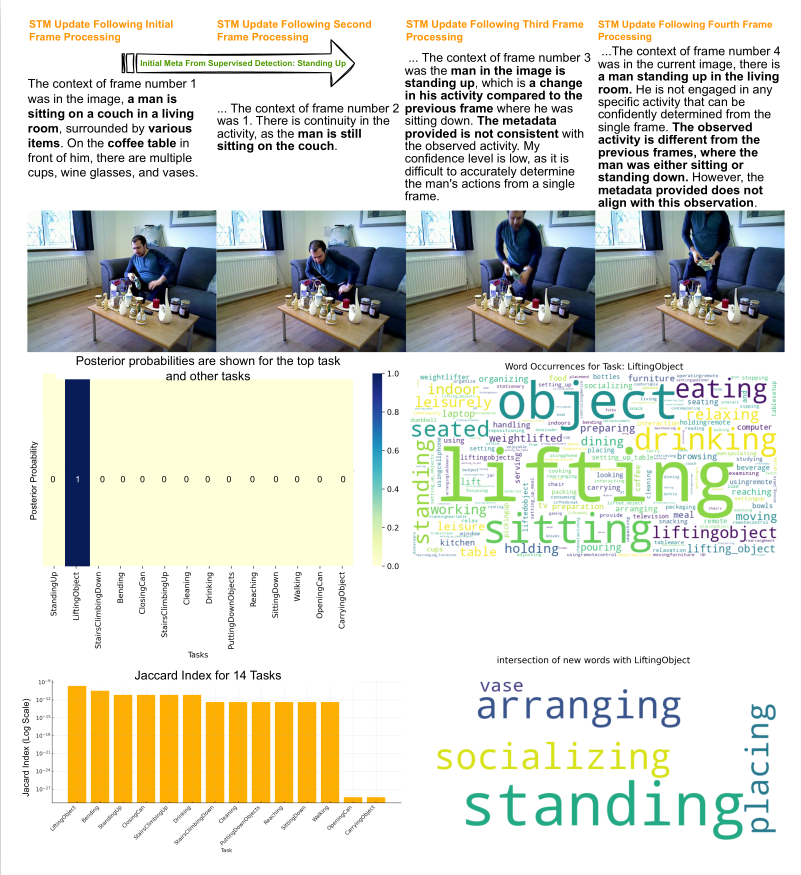 STM Update Following Initial
Frame Processing
STM Update Following Second
Frame Processing
STM Update Following Third Frame
Processing
STM Update Following Fourth Frame
Processing
Initial Meta From Supervised Detection: Standing Up
The context of frame number 1
was in the image, a man is
sitting on a couch in a living
room, surrounded by various
items. On the coffee table in
front of him, there are multiple
cups, wine glasses, and vases.
... The context of frame number 2
was 1. There is continuity in the
activity, as the man is still
sitting on the couch.
... The context of frame number 3
was the man in the image is
standing up, which is a change
in his activity compared to the
previous frame where he was
sitting down. The metadata
provided is not consistent with
the observed activity. My
confidence level is low, as it is
difficult to accurately determine
the man's actions from a single
frame.
...The context of frame number 4
was in the current image, there is
a man standing up in the living
room. He is not engaged in any
specific activity that can be
confidently determined from the
single frame. The observed
activity is different from the
previous frames, where the
man was either sitting or
standing down. However, the
metadata provided does not
align with this observation.
Posterior probabilities are shown for the top task
and other tasks
Posterior Probability
0 1 0 0 0 0 0 0 0 0 0 0 0 0
1.0
0.8
0.6
0.4
0.2
0.0
StandingUp
LiftingObject
StairsClimbingDown
Bending
ClosingCan
StairsClimbingUp
Cleaning
Drinking
PuttingDownObjects
Reaching
SittingDown
Walking
OpeningCan
CarryingObject
Tasks
Word Occurrences for Task: LiftingObject
weightlifter
organizing
food
bottles
furniture
stationary
setting_up
socializing
indoor
leisurely
laptop
object
eating
relaxing
seated
handling
indoors
preparing
holdingremote
computer
using
weightlifted
dining
drinking
setting
placing
browsing
liftingobjects
serving
setting_up_table
studying
standing
lift
lifting
looking
carrying
coffee
cleaning
examining
beverage
reaching
chair
packing
working
liftedobject
tv
preparation
arranging
packaging
bowls
moving
leisure
sitting
provide
television
meal
remote
snacking
liftingobject
window
kitchen
cups
table
holding
pouring
tableware
relaxation
lifting_object
usingremotecontrol
Jaccard Index for 14 Tasks
Jacard Index (Log Scale)
10⁻⁹
10⁻¹²
10⁻¹⁵
10⁻¹⁸
10⁻²¹
10⁻²⁴
10⁻²⁷
LiftingObject
Bending
StandingUp
ClosingCan
StairsClimbingUp
Drinking
StairsClimbingDown
Cleaning
PuttingDownObjects
Reaching
SittingDown
Walking
OpeningCan
CarryingObject
Task
intersection of new words with LiftingObject
vase
arranging
socializing
standing
placing